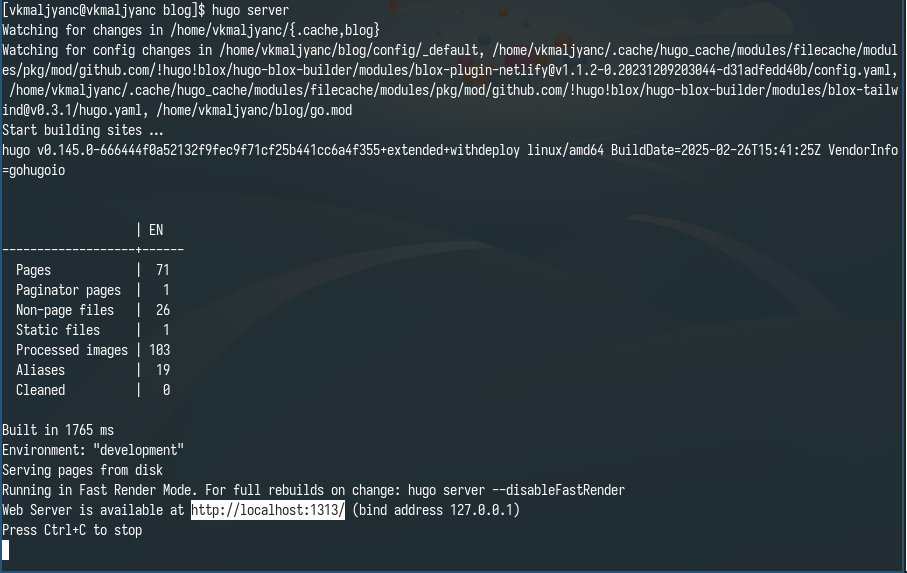 [vkmaljyanc@vkmaljyanc blog]$ hugo server
Watching for changes in /home/vkmaljyanc/{.cache,blog}
Watching for config changes in /home/vkmaljyanc/blog/config/_default, /home/vkmaljyanc/.cache/hugo_cache/modules/filecache/modul
es/pkg/mod/github.com/!hugo!blox/hugo-blox-builder/modules/blox-plugin-netlify@v1.1.2-0.20231209203044-d31adfedd40b/config.yaml,
 /home/vkmaljyanc/.cache/hugo_cache/modules/filecache/modules/pkg/mod/github.com/!hugo!blox/hugo-blox-builder/modules/blox-tailw
ind@v0.3.1/hugo.yaml, /home/vkmaljyanc/blog/go.mod
Start building sites …
hugo v0.145.0-666444f0a52132f9fec9f71cf25b441cc6a4f355+extended+withdeploy linux/amd64 BuildDate=2025-02-26T15:41:25Z VendorInfo
=gohugoio
                   | EN
-------------------+------
  Pages            |  71
  Paginator pages  |   1
  Non-page files   |  26
  Static files     |   1
  Processed images | 103
  Aliases          |  19
  Cleaned          |   0
Built in 1765 ms
Environment: "development"
Serving pages from disk
Running in Fast Render Mode. For full rebuilds on change: hugo server --disableFastRender
Web Server is available at http://localhost:1313/ (bind address 127.0.0.1)
Press Ctrl+C to stop